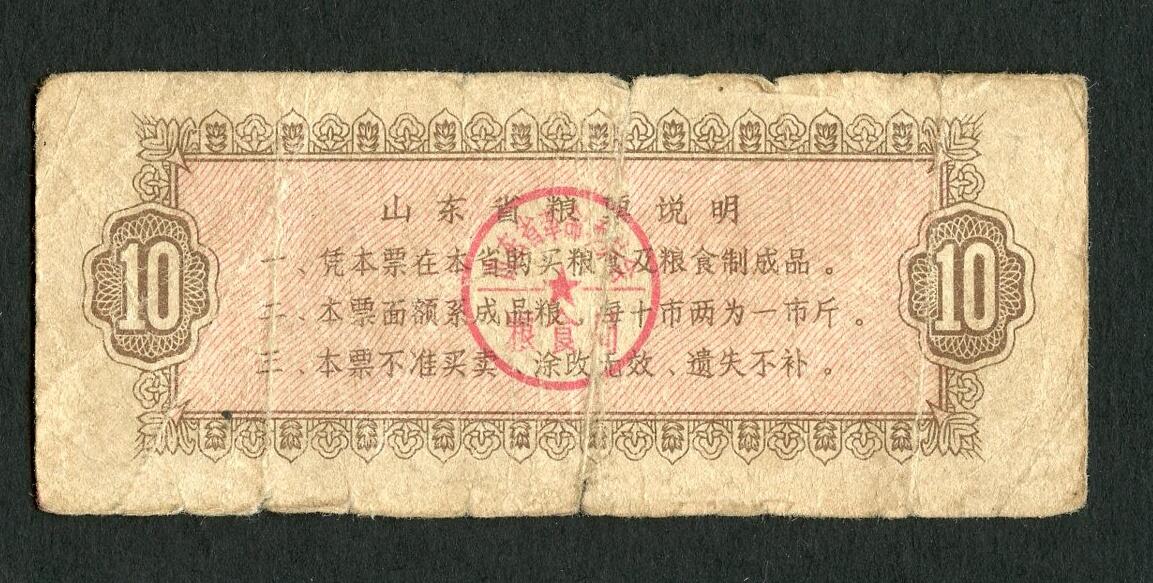 山东省粮票说明
一、凭本票在本省购买粮食及粮食制成品。
10
10
二、本票面额系成品粮，每十市两为一市斤。
三、本票不准买卖、涂改无效、遗失不补。
粮食局